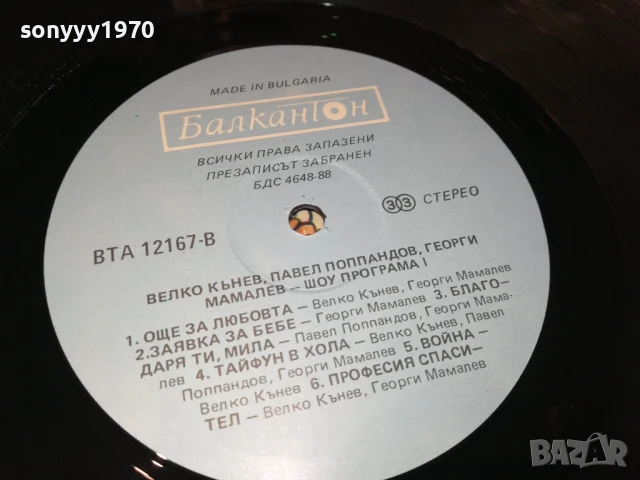 sonyyy1970
MADE IN BULGARIA
Балкантон
ВСИЧКИ ПРАВА ЗАПАЗЕНИ
ПРЕЗАПИСЪТ ЗАБРАНЕН
БДС 4648-88
ВТА 12167-В
33 СТЕРЕО
ВЕЛКО КЪНЕВ, ПАВЕЛ ПОППАНДОВ, ГЕОРГИ
МАМАЛЕВ – ШОУ ПРОГРАМА I
1. ОЩЕ ЗА ЛЮБОВТА – Велко Кънев, Георги Мамалев
2.ЗАЯВКА ЗА БЕБЕ – Георги Мамалев 3. БЛАГО-
ДАРЯ ТИ, МИЛА – Павел Поппандов, Георги Мама-
лев 4. ТАЙФУН В ХОЛА – Велко Кънев, Павел
Поппандов, Георги Мамалев 5. ВОЙНА –
Велко Кънев 6. ПРОФЕСИЯ СПАСИ-
ТЕЛ – Велко Кънев, Георги Мамалев
BAZAR